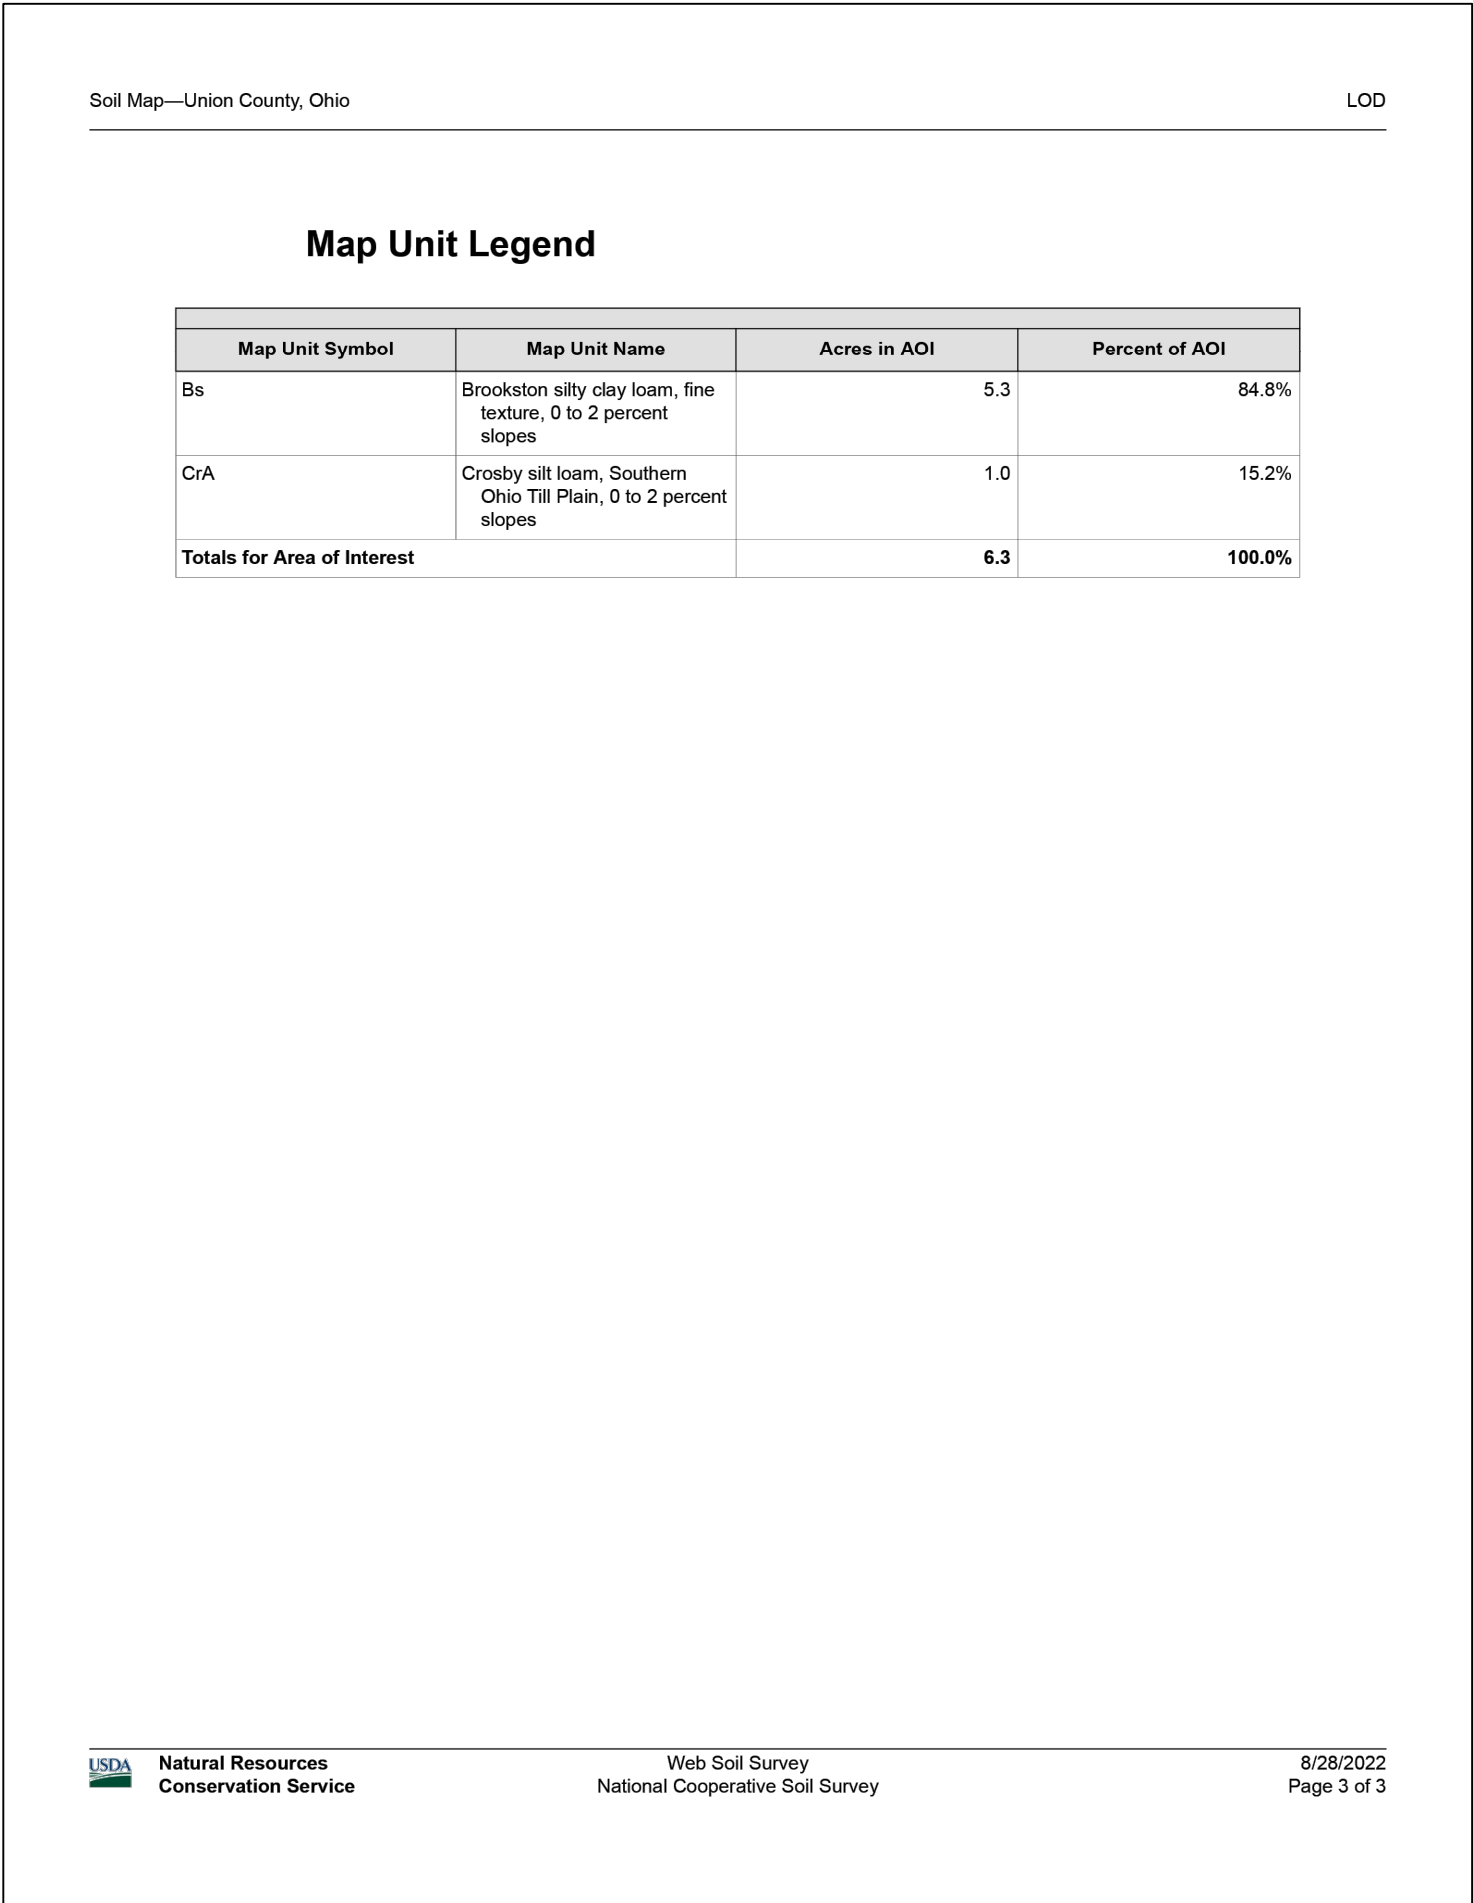 Soil Map—Union County, Ohio LOD
Map Unit Legend
Map Unit Symbol Map Unit Name Acres in AOI Percent of AOI
Bs Brookston silty clay loam, fine 5.3 84.8%
texture, 0 to 2 percent
slopes
CrA Crosby silt loam, Southern 1.0 15.2%
Ohio Till Plain, 0 to 2 percent
slopes
Totals for Area of Interest 6.3 100.0%
USDA Natural Resources Web Soil Survey 8/28/2022
Conservation Service National Cooperative Soil Survey Page 3 of 3